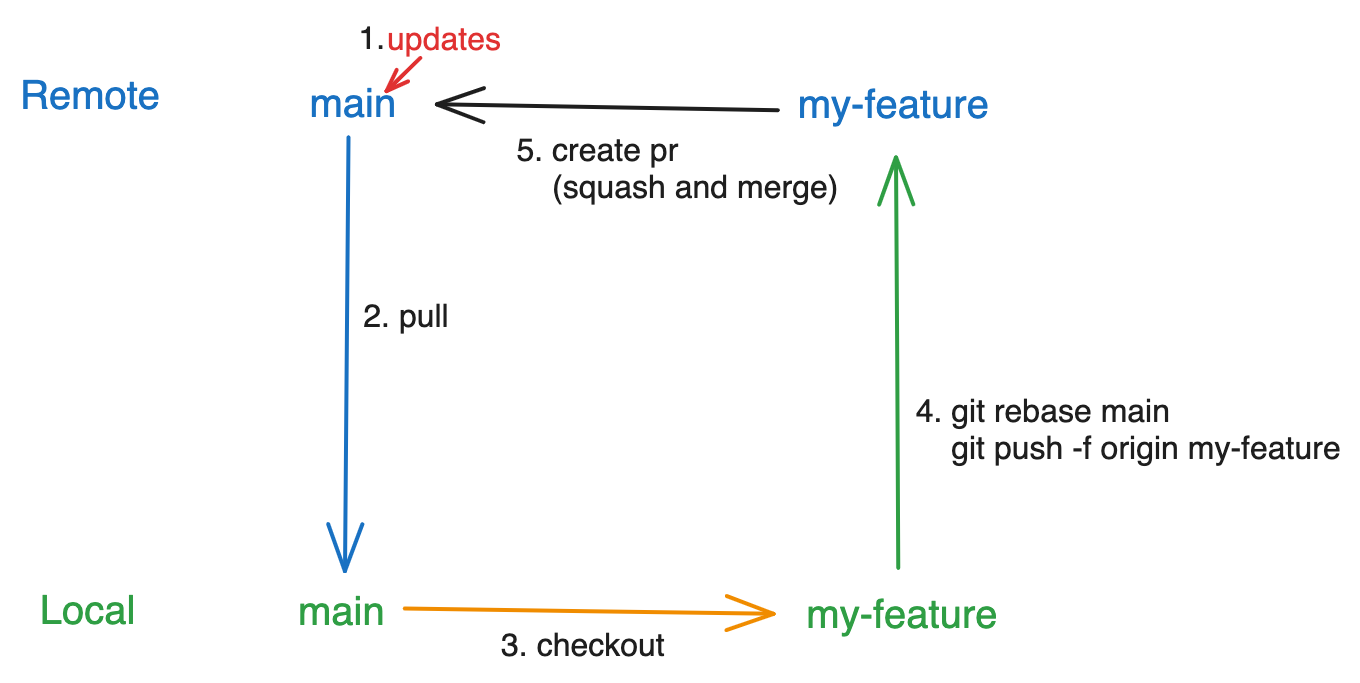 1. updates
Remote
main
my-feature
5. create pr
(squash and merge)
2. pull
4. git rebase main
git push -f origin my-feature
Local
main
my-feature
3. checkout